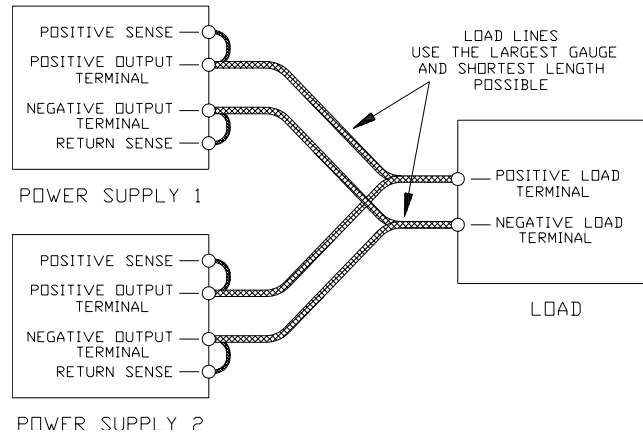 POSITIVE SENSE
POSITIVE OUTPUT
TERMINAL
NEGATIVE OUTPUT
TERMINAL
RETURN SENSE
POWER SUPPLY 1
LOAD LINES
USE THE LARGEST GAUGE
AND SHORTEST LENGTH
POSSIBLE
POSITIVE LOAD
TERMINAL
NEGATIVE LOAD
TERMINAL
LOAD
POSITIVE SENSE
POSITIVE OUTPUT
TERMINAL
NEGATIVE OUTPUT
TERMINAL
RETURN SENSE
POWER SUPPLY 2